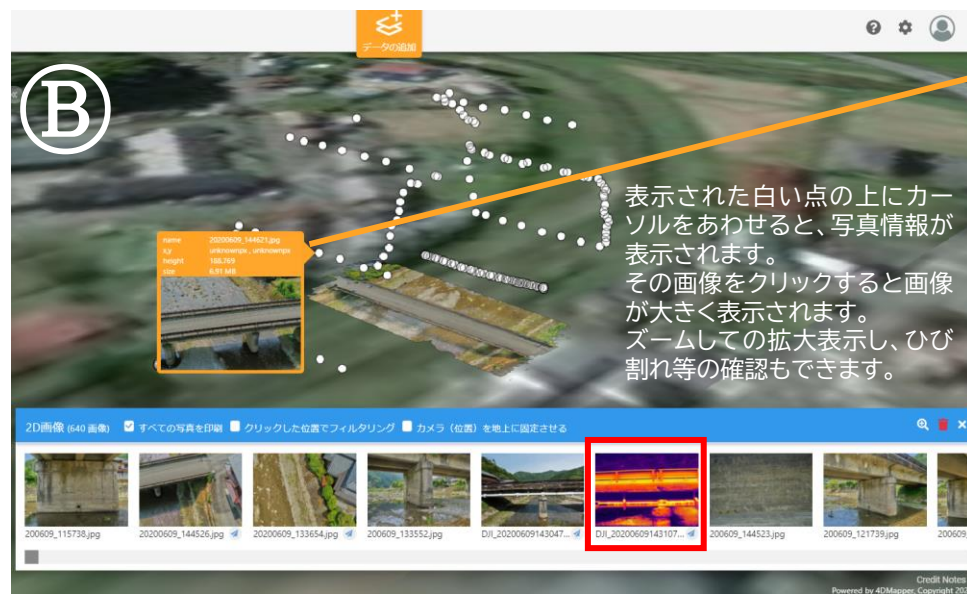 データの追加
B
name 20200609_144621.jpg
x,y unknownpx , unknownpx
height 188.769
size 6.91 MB
表示された白い点の上にカー
ソルをあわせると、写真情報が
表示されます。
その画像をクリックすると画像
が大きく表示されます。
ズームしての拡大表示し、ひび
割れ等の確認もできます。
2D画像 (640 画像) すべての写真を印刷 クリックした位置でフィルタリング カメラ（位置）を地上に固定させる
200609_115738.jpg 20200609_144526.jpg 20200609_133654.jpg 200609_133552.jpg DJI_20200609143047... DJI_20200609143107... 200609_144523.jpg 200609_121739.jpg 200609
Credit Notes
Powered by 4DMapper. Copyright 202